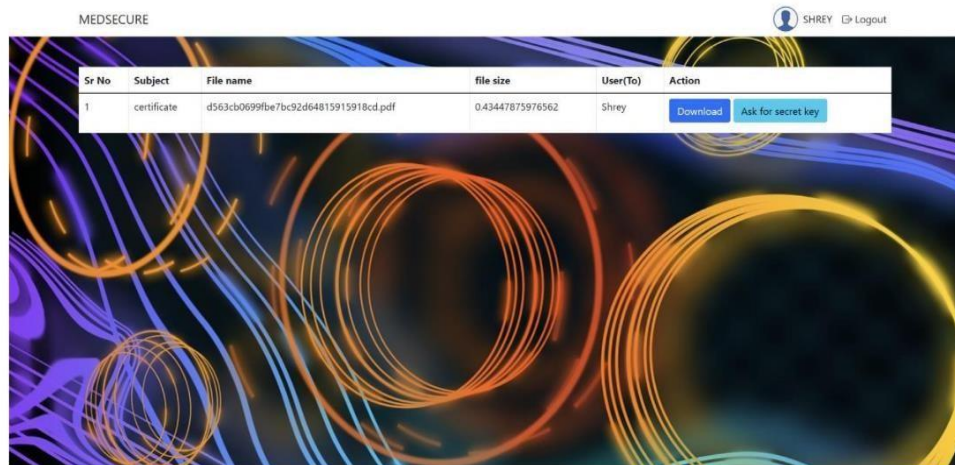 MEDSECURE SHREY Logout
Sr No Subject File name file size User(To) Action
1 certificate d563cb0699fbe7bc92d64815915918cd.pdf 0.43447875976562 Shrey Download Ask for secret key